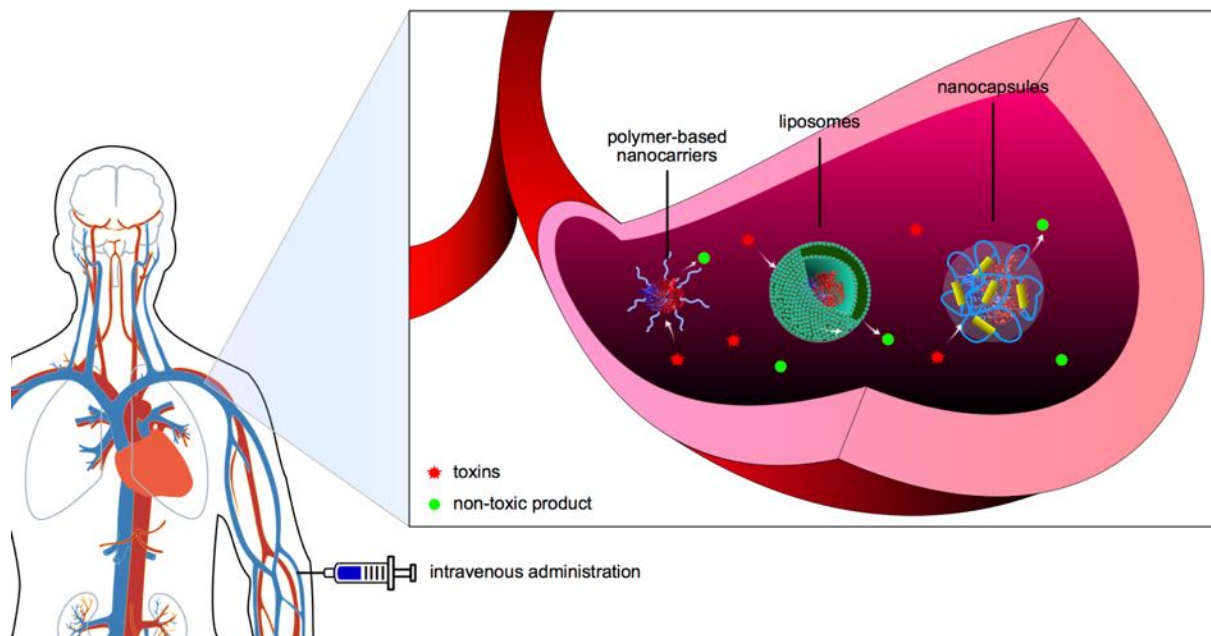 nanocapsules
liposomes
polymer-based
nanocarriers
toxins
non-toxic product
intravenous administration